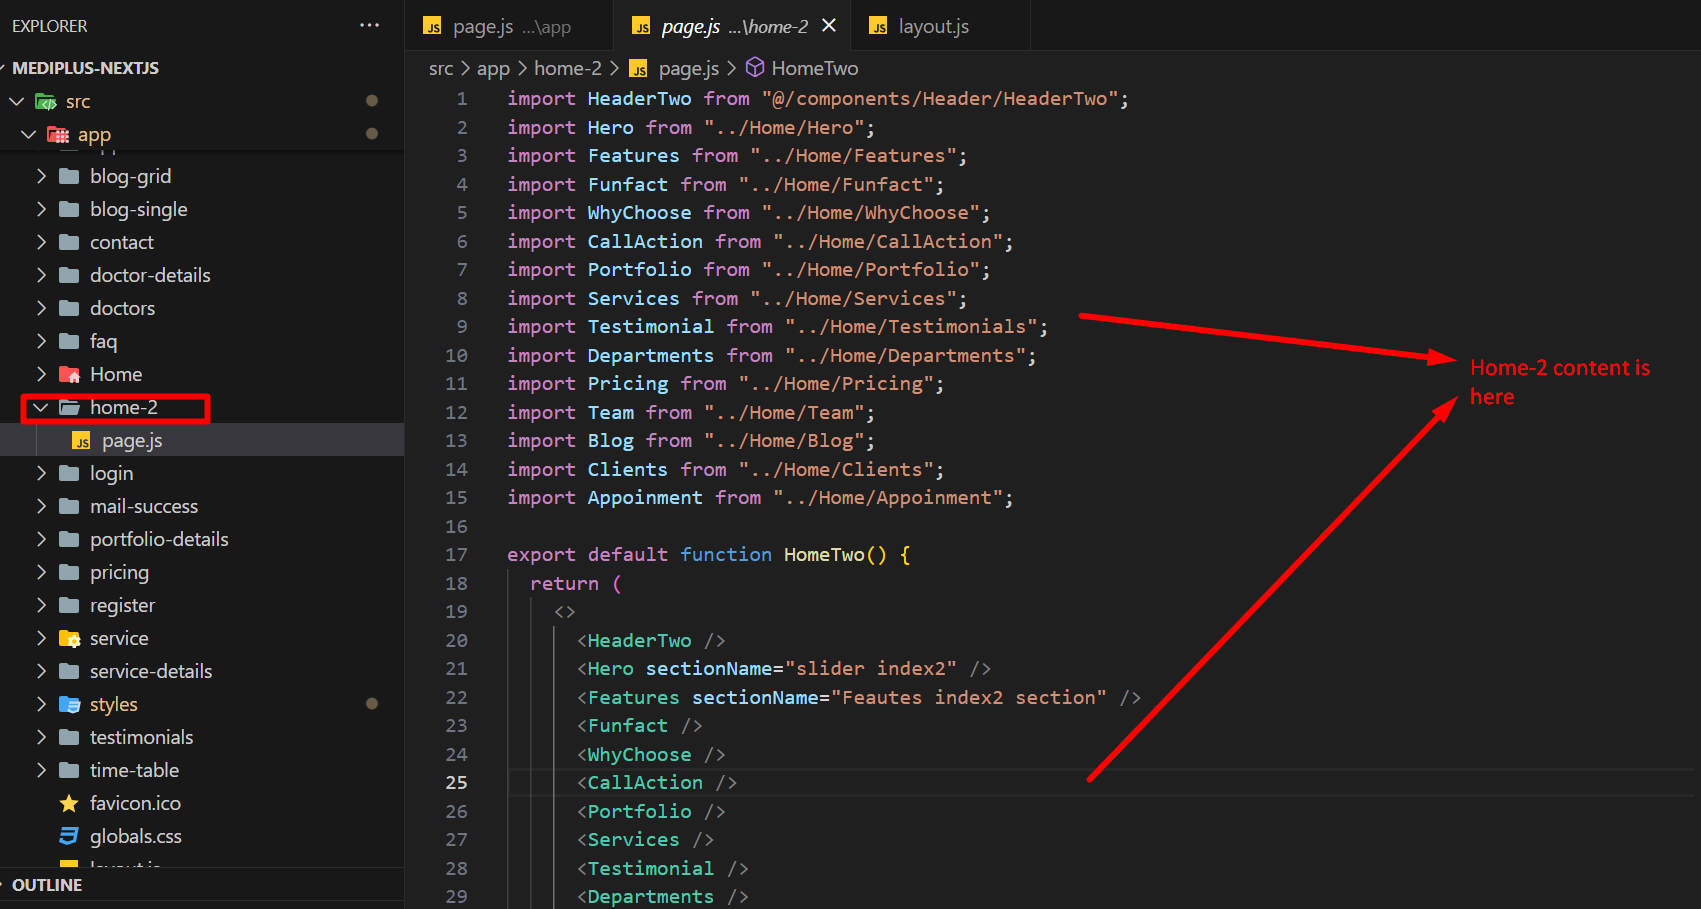 EXPLORER
MEDIPLUS-NEXTJS
src
app
blog-grid
blog-single
contact
doctor-details
doctors
faq
Home
home-2
page.js
login
mail-success
portfolio-details
pricing
register
service
service-details
styles
testimonials
time-table
favicon.ico
globals.css
OUTLINE
JS page.js ...\app
JS page.js ...\home-2
JS layout.js
src > app > home-2 > JS page.js > HomeTwo
1 import HeaderTwo from "@/components/Header/HeaderTwo";
2 import Hero from "../Home/Hero";
3 import Features from "../Home/Features";
4 import Funfact from "../Home/Funfact";
5 import WhyChoose from "../Home/WhyChoose";
6 import CallAction from "../Home/CallAction";
7 import Portfolio from "../Home/Portfolio";
8 import Services from "../Home/Services";
9 import Testimonial from "../Home/Testimonials";
10 import Departments from "../Home/Departments";
11 import Pricing from "../Home/Pricing";
12 import Team from "../Home/Team";
13 import Blog from "../Home/Blog";
14 import Clients from "../Home/Clients";
15 import Appoinment from "../Home/Appoinment";
16
17 export default function HomeTwo() {
18 return (
19 <>
20 <HeaderTwo />
21 <Hero sectionName="slider index2" />
22 <Features sectionName="Feautes index2 section" />
23 <Funfact />
24 <WhyChoose />
25 <CallAction />
26 <Portfolio />
27 <Services />
28 <Testimonial />
29 <Departments />
Home-2 content is
here